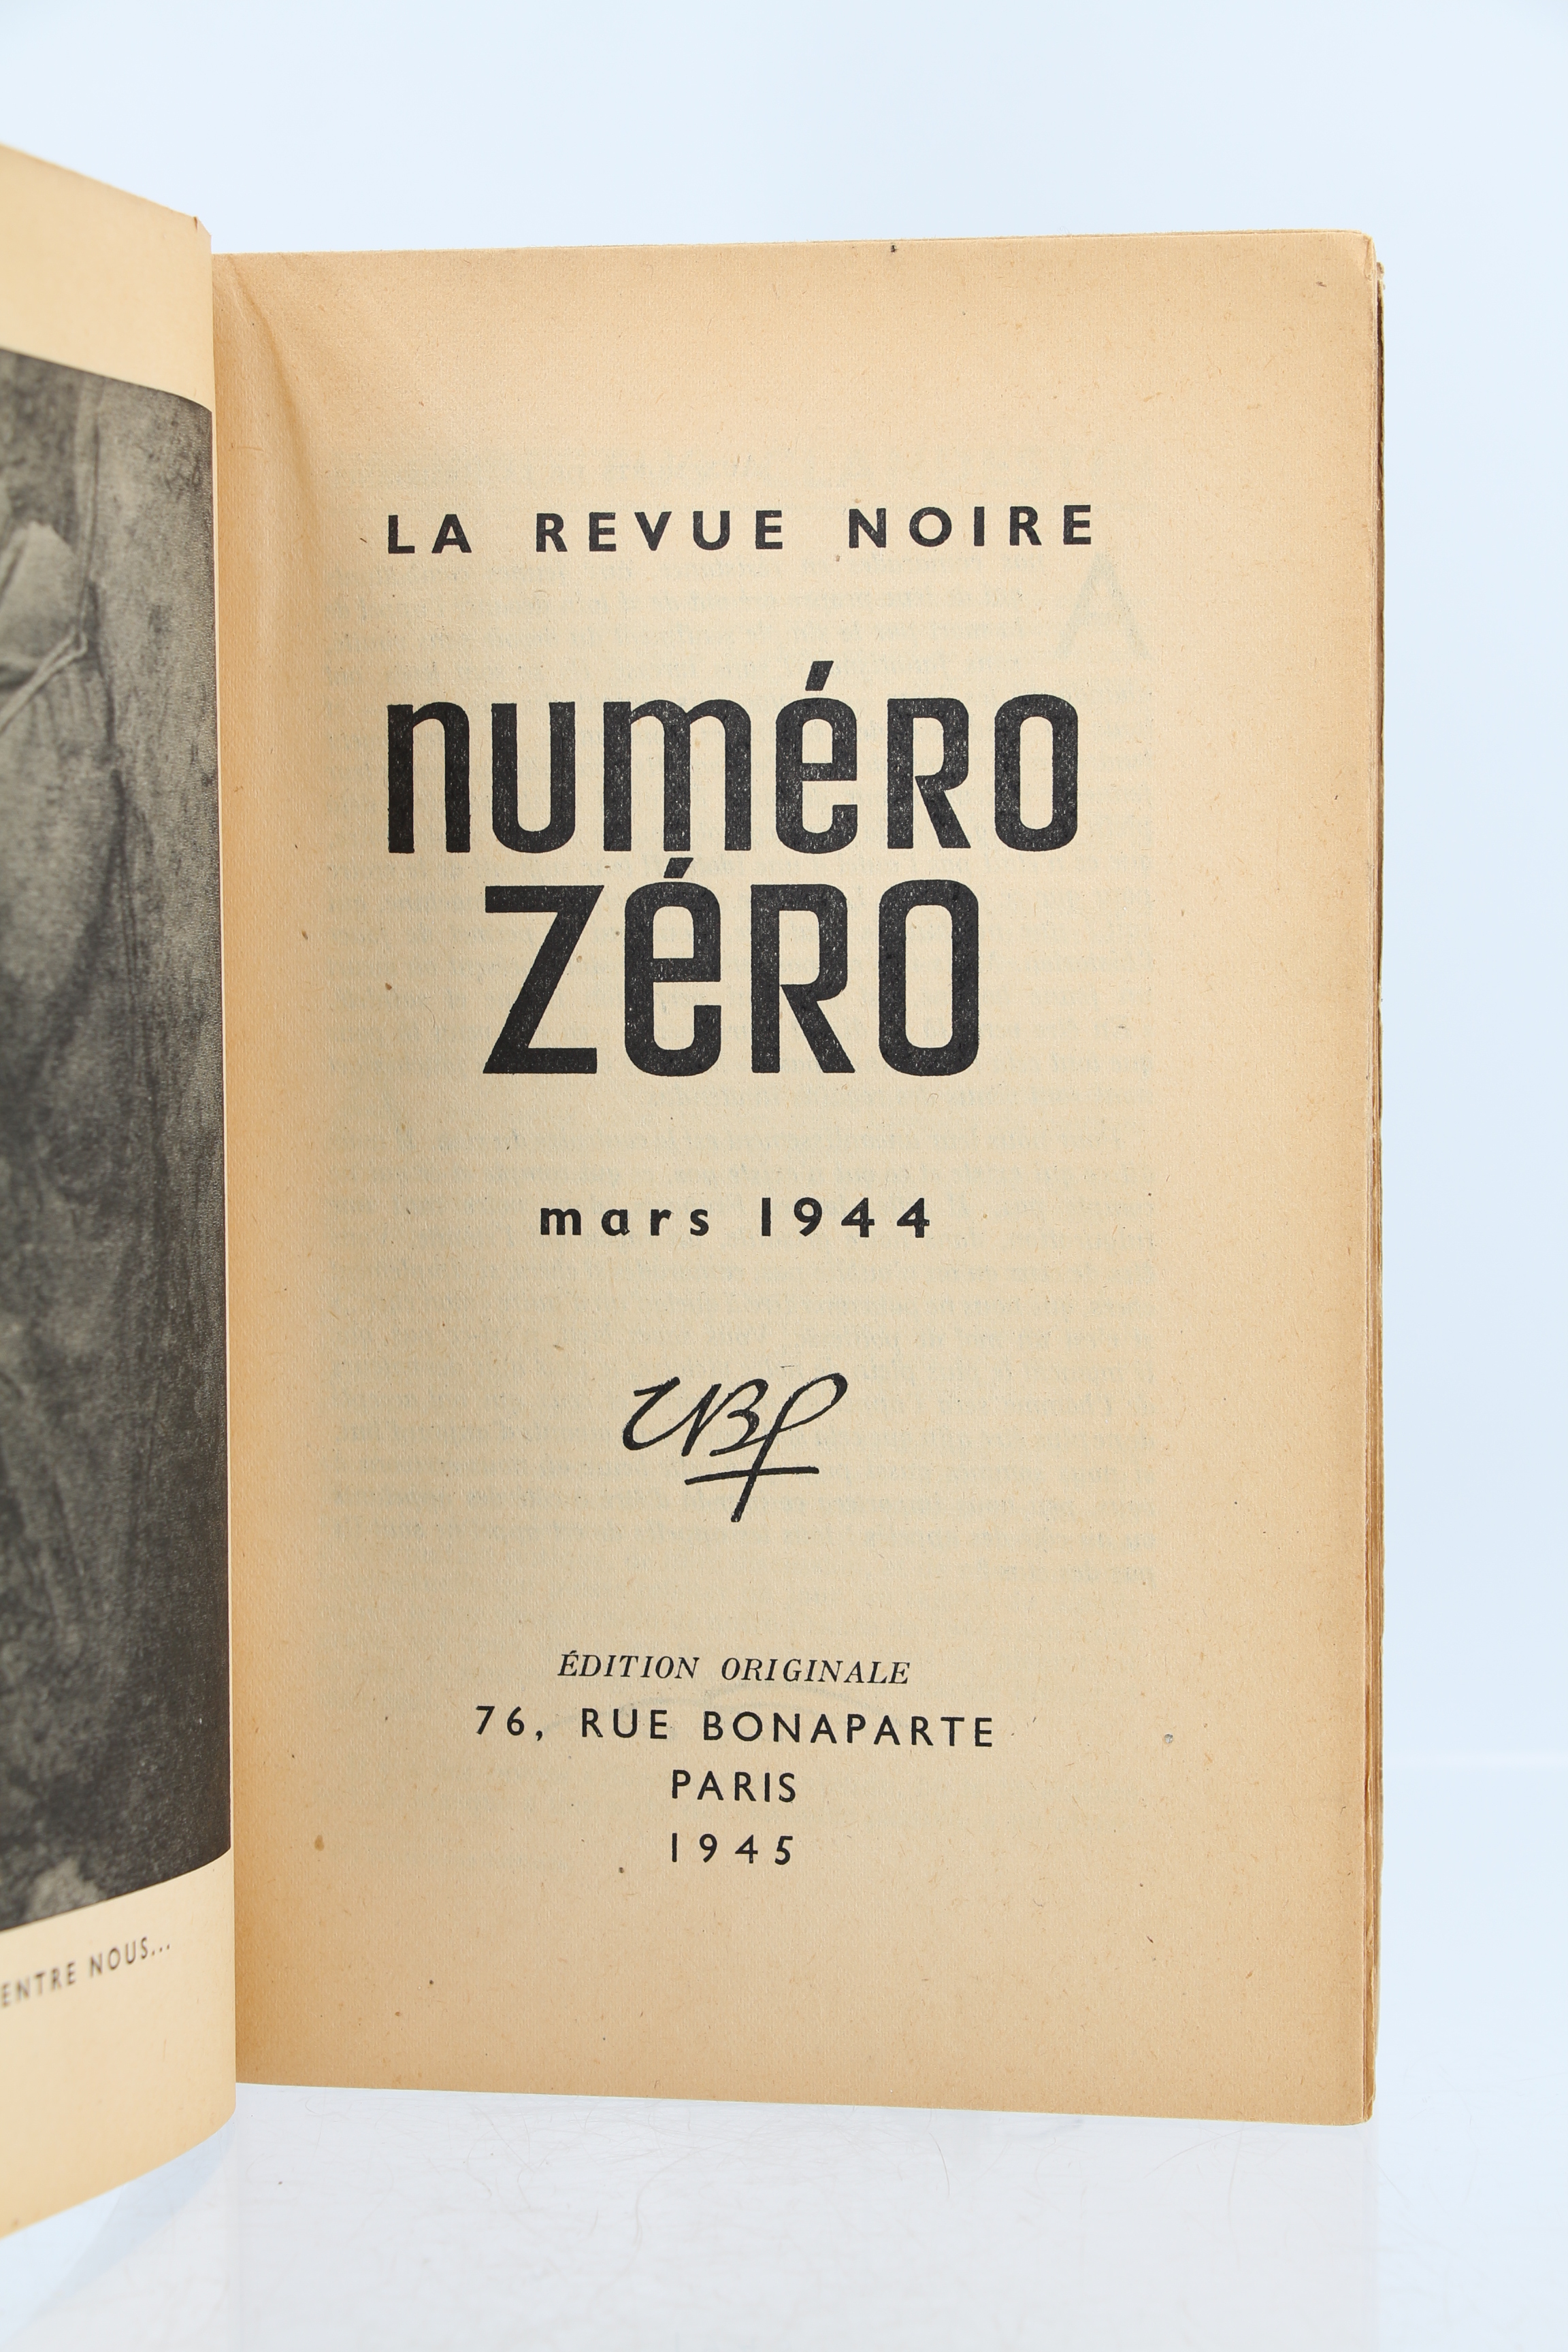 LA REVUE NOIRE
numéro
zéro
mars 1944
ÉDITION ORIGINALE
76, RUE BONAPARTE
PARIS
1945
ENTRE NOUS...